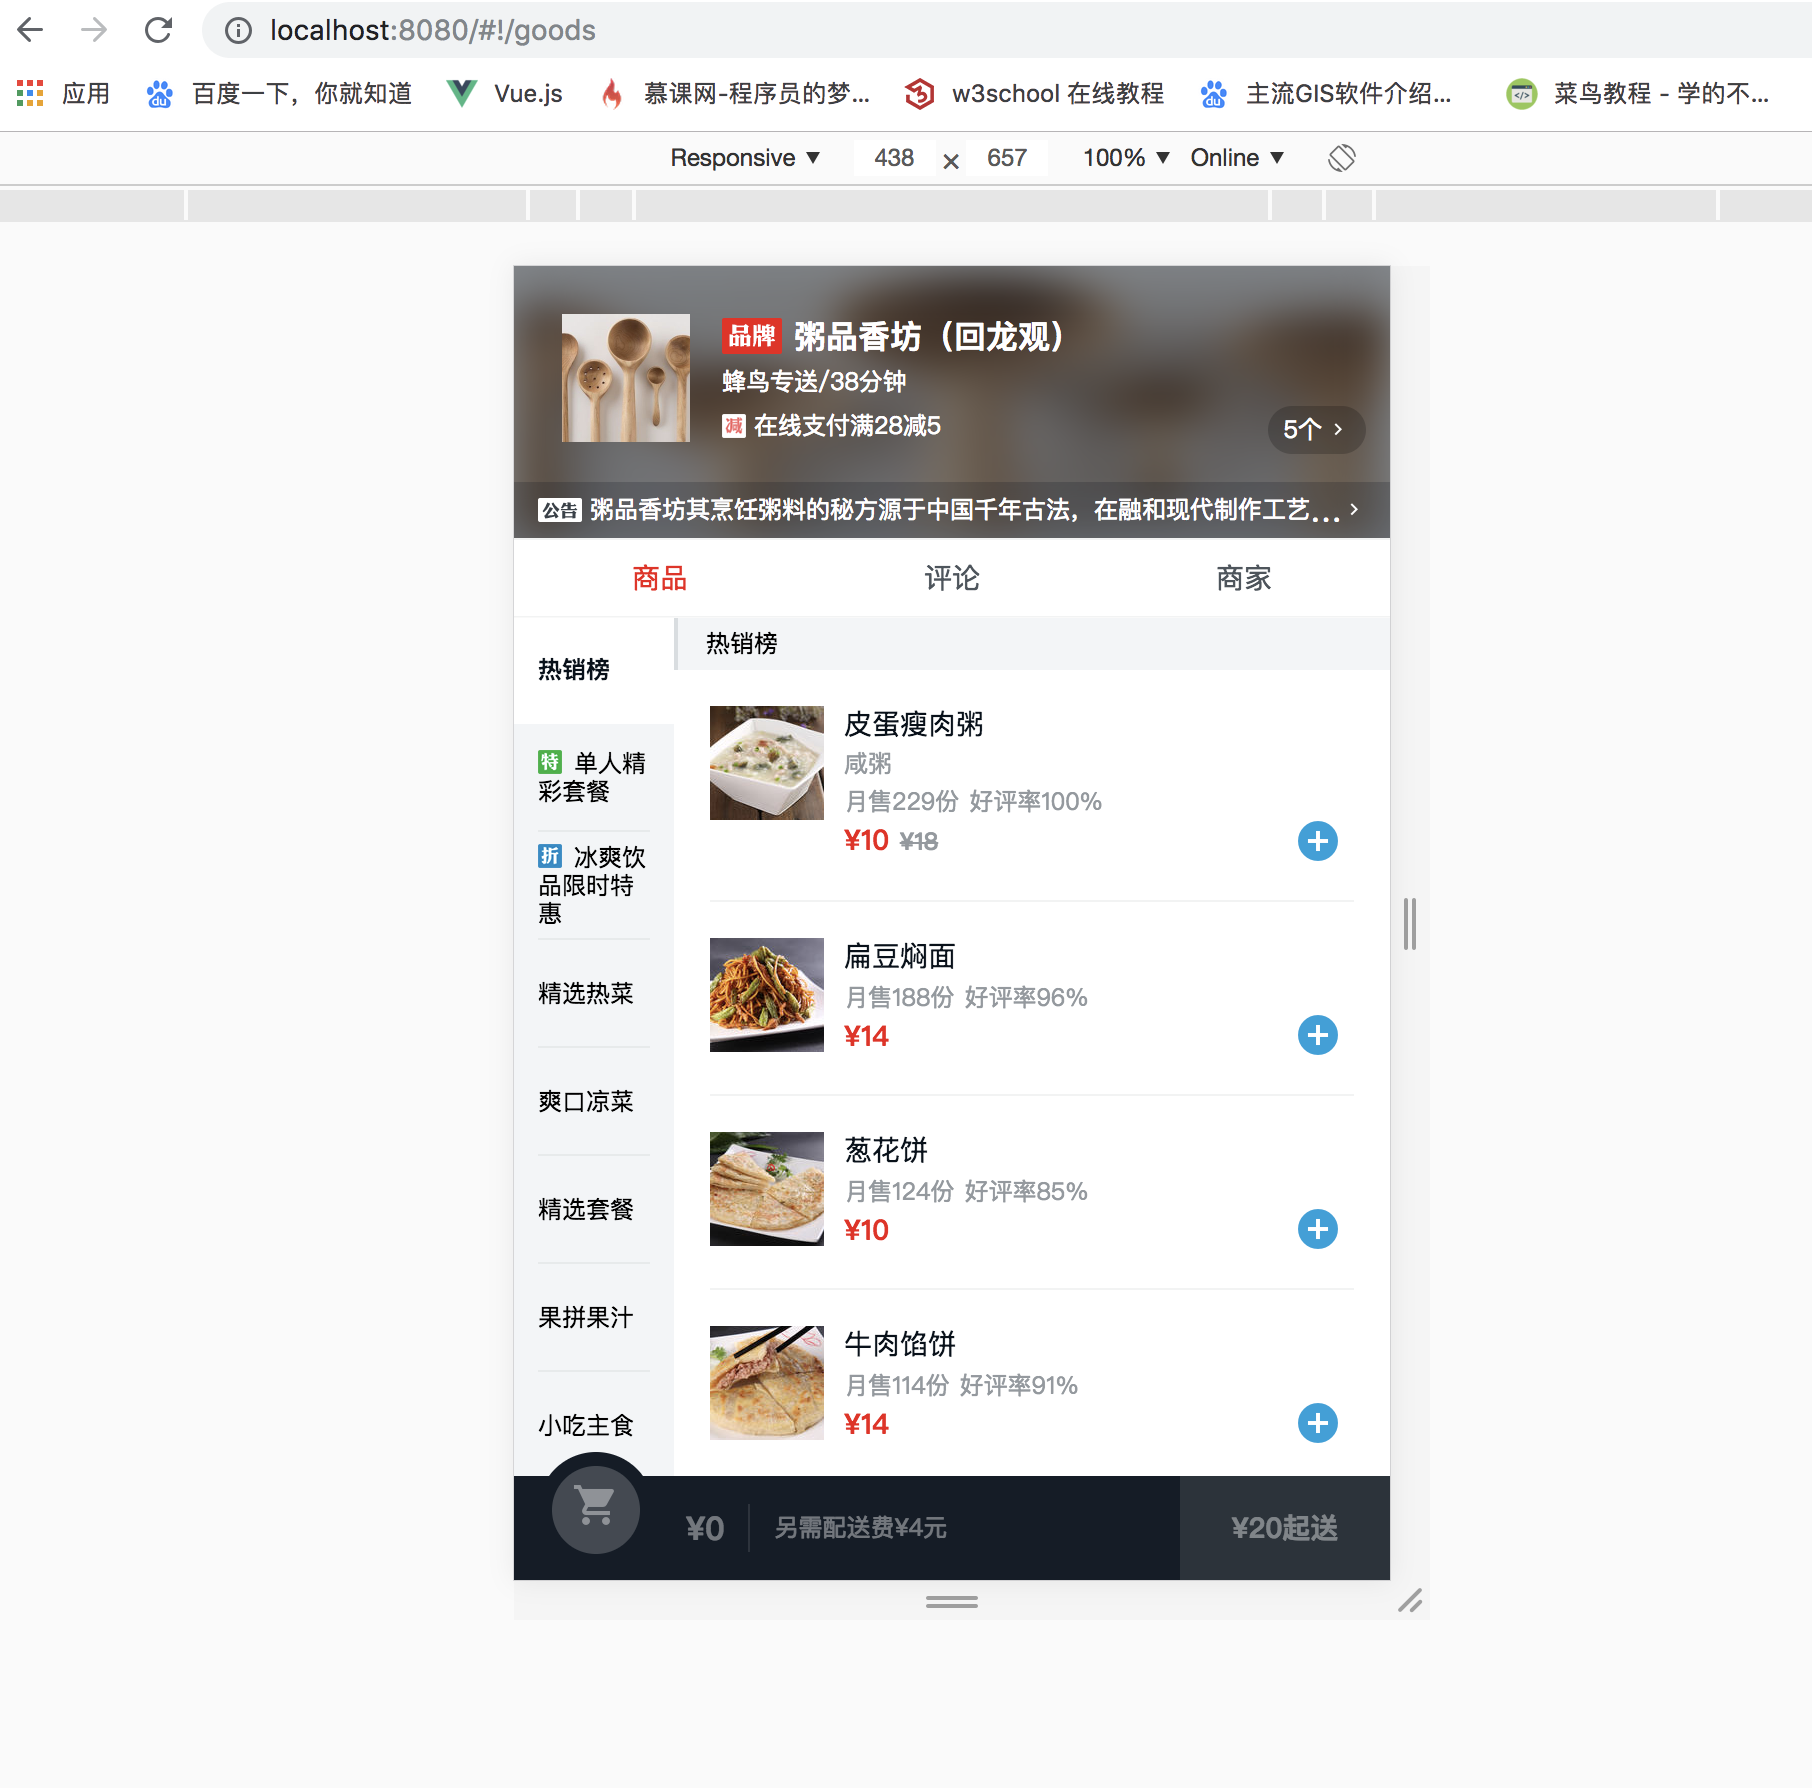 localhost:8080/#!/goods
应用 百度一下，你就知道 Vue.js 慕课网-程序员的梦... w3school 在线教程 主流GIS软件介绍... 菜鸟教程 - 学的不...
Responsive ▼ 438 × 657 100% ▼ Online ▼
品牌 粥品香坊（回龙观）
蜂鸟专送/38分钟
减 在线支付满28减5
5个 >
公告 粥品香坊其烹饪粥料的秘方源于中国千年古法，在融和现代制作工艺... >
商品 评论 商家
热销榜
特 单人精
彩套餐
折 冰爽饮
品限时特
惠
精选热菜
爽口凉菜
精选套餐
果拼果汁
小吃主食
热销榜
皮蛋瘦肉粥
咸粥
月售229份 好评率100%
¥10 ¥18
扁豆焖面
月售188份 好评率96%
¥14
葱花饼
月售124份 好评率85%
¥10
牛肉馅饼
月售114份 好评率91%
¥14
¥0 另需配送费¥4元 ¥20起送